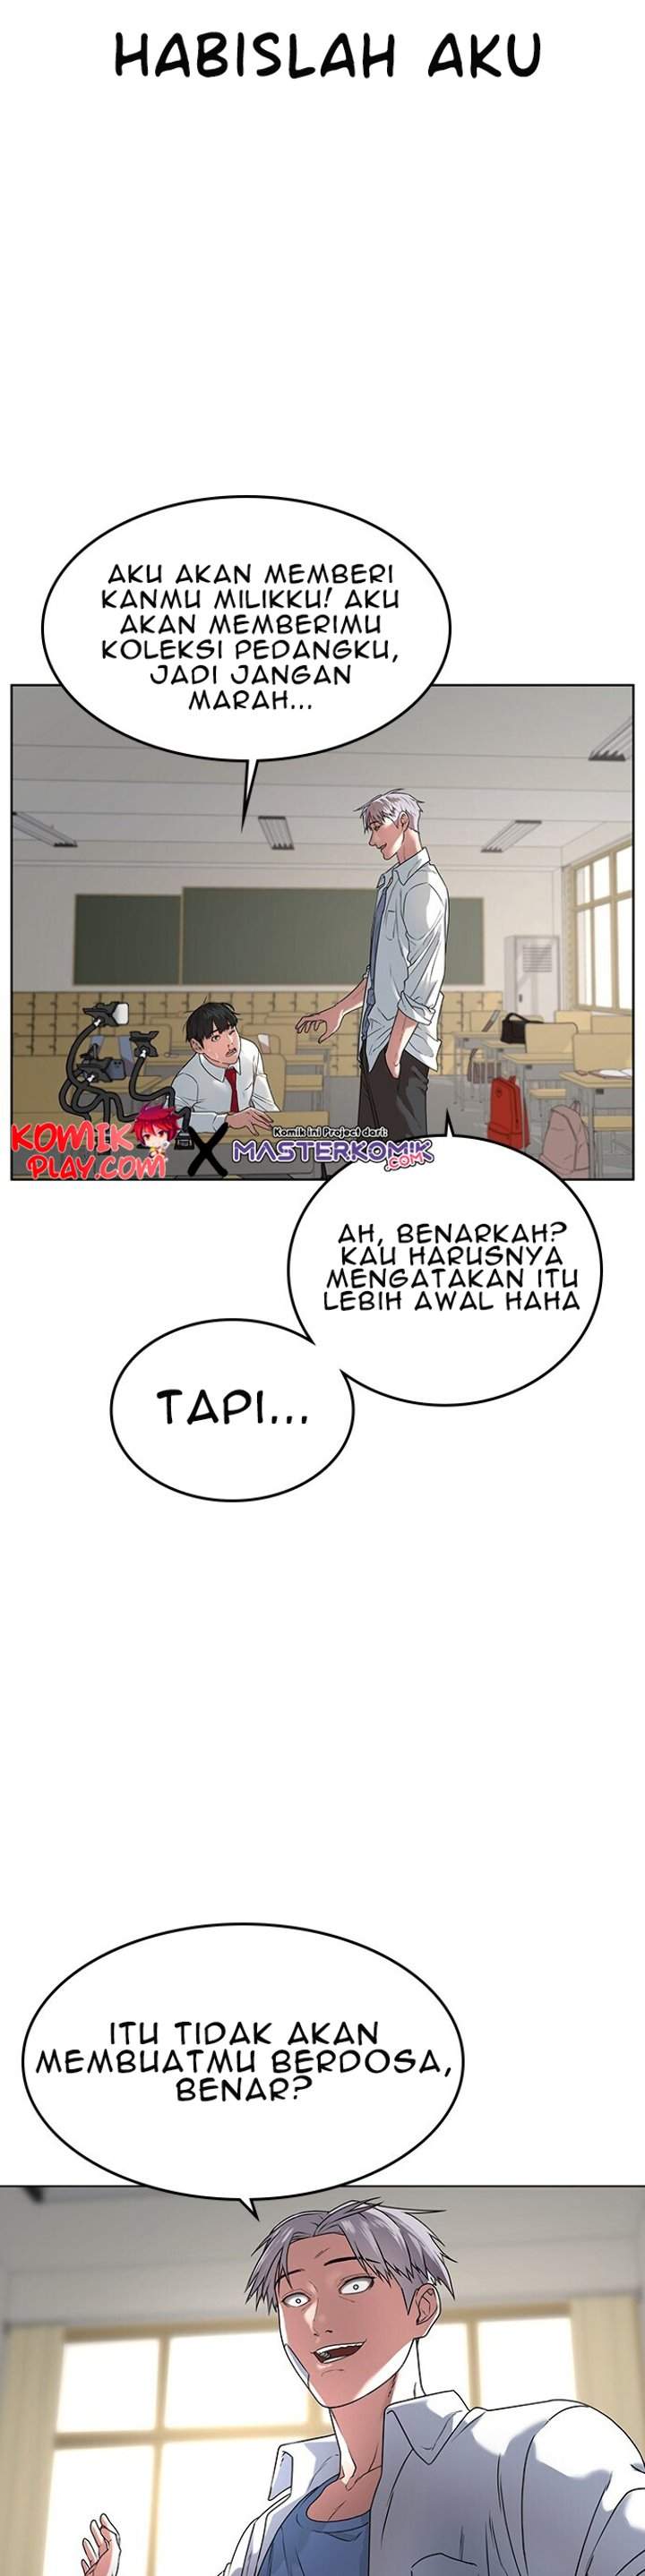 HABISLAH AKU
AKU AKAN MEMBERI
KANMU MILIKKU! AKU
AKAN MEMBERIMU
KOLEKSI PEDANGKU,
JADI JANGAN
MARAH...
KOMIK
PLAY.COM
X
Komik ini Project dari:
MASTERKOMIK
.COM
AH, BENARKAH?
KAU HARUSNYA
MENGATAKAN ITU
LEBIH AWAL HAHA
TAPI...
ITU TIDAK AKAN
MEMBUATMU BERDOSA,
BENAR?